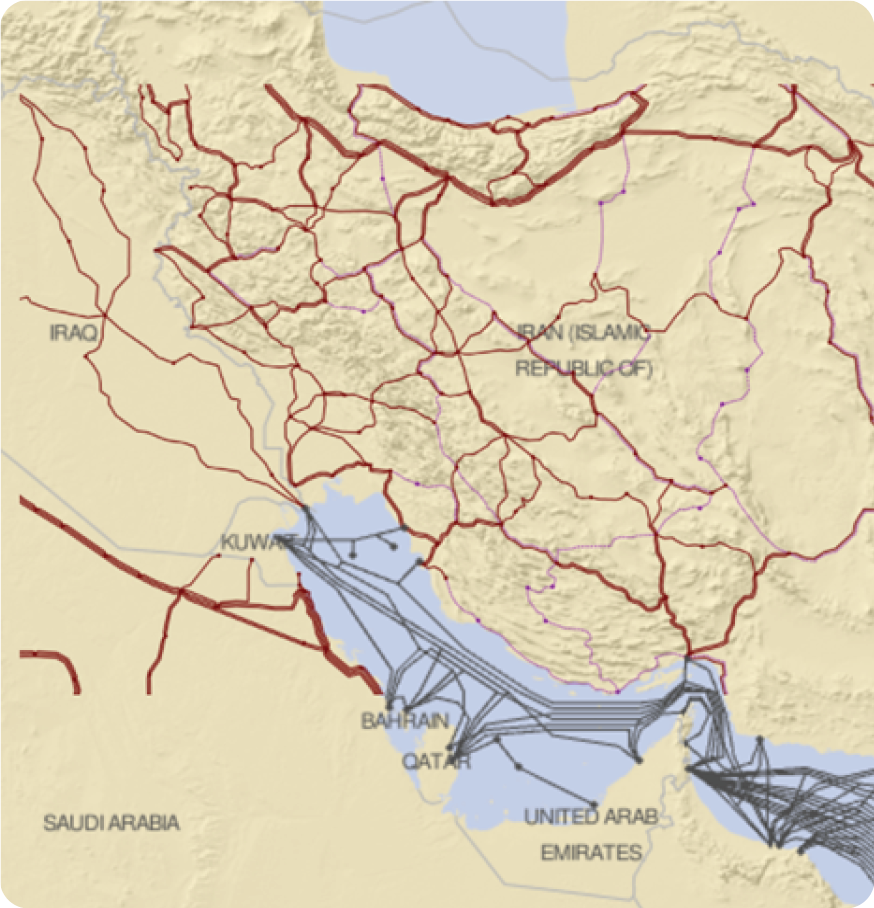 IRAQ
IRAN (ISLAMIC
REPUBLIC OF)
KUWAIT
BAHRAIN
QATAR
SAUDI ARABIA
UNITED ARAB
EMIRATES